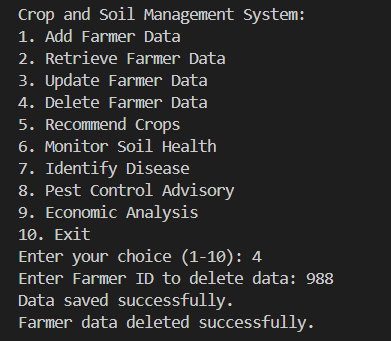 Crop and Soil Management System:
1. Add Farmer Data
2. Retrieve Farmer Data
3. Update Farmer Data
4. Delete Farmer Data
5. Recommend Crops
6. Monitor Soil Health
7. Identify Disease
8. Pest Control Advisory
9. Economic Analysis
10. Exit
Enter your choice (1-10): 4
Enter Farmer ID to delete data: 988
Data saved successfully.
Farmer data deleted successfully.